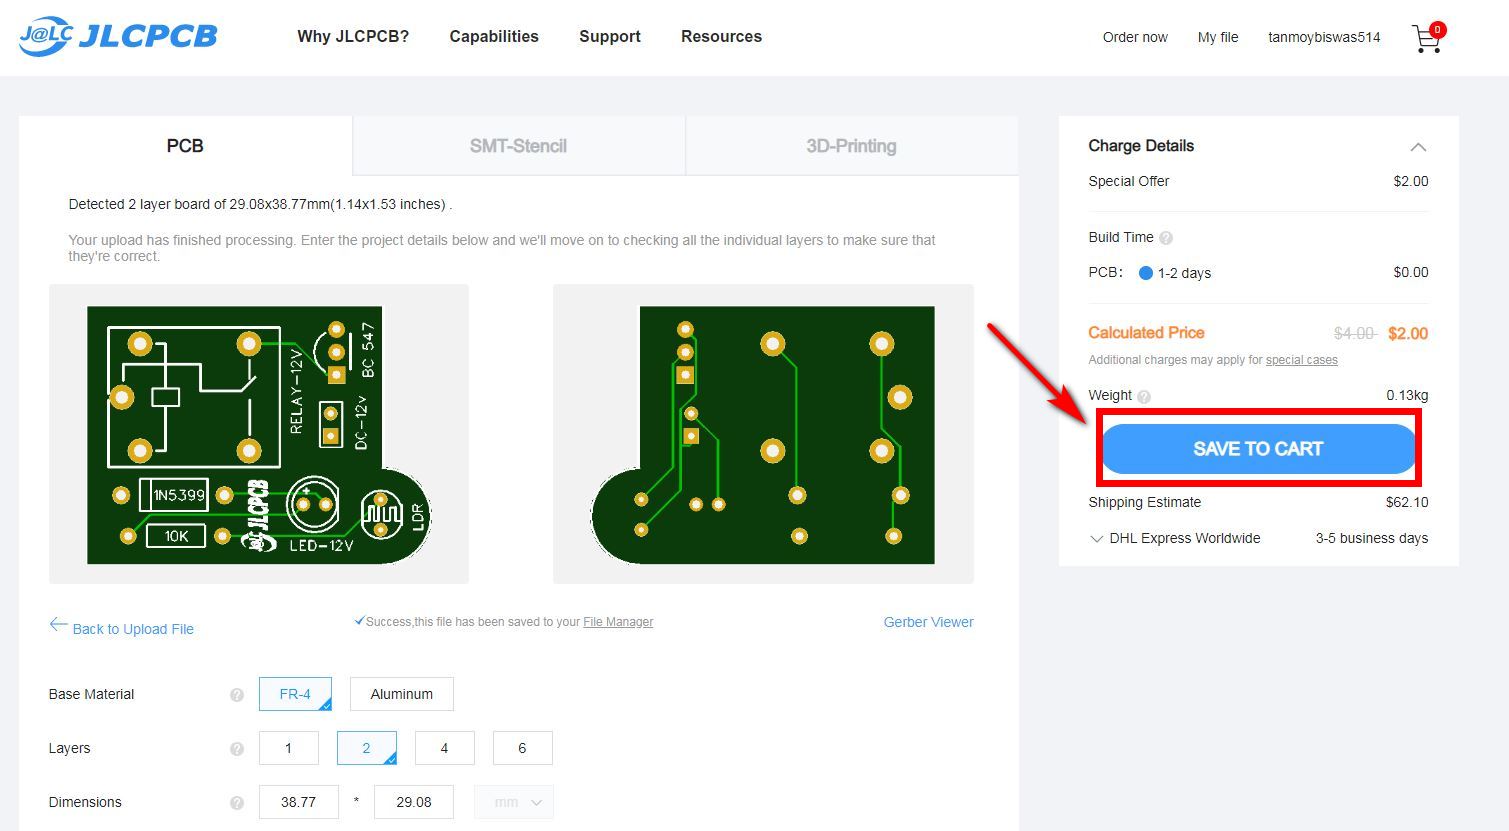 J@LC JLCPCB
Why JLCPCB? Capabilities Support Resources
Order now My file tanmoybiswas514 0
PCB SMT-Stencil 3D-Printing
Detected 2 layer board of 29.08x38.77mm(1.14x1.53 inches) .
Your upload has finished processing. Enter the project details below and we'll move on to checking all the individual layers to make sure that
they're correct.
RELAY-12V
BC 547
DC-12v
1N5399
10K
J@LC JLCPCB
+
LED-12V
LDR
Back to Upload File
Success,this file has been saved to your File Manager
Gerber Viewer
Base Material ? FR-4 Aluminum
Layers ? 1 2 4 6
Dimensions ? 38.77 * 29.08 mm
Charge Details
Special Offer $2.00
Build Time ?
PCB: 1-2 days $0.00
Calculated Price $4.00 $2.00
Additional charges may apply for special cases
Weight ? 0.13kg
SAVE TO CART
Shipping Estimate $62.10
DHL Express Worldwide 3-5 business days